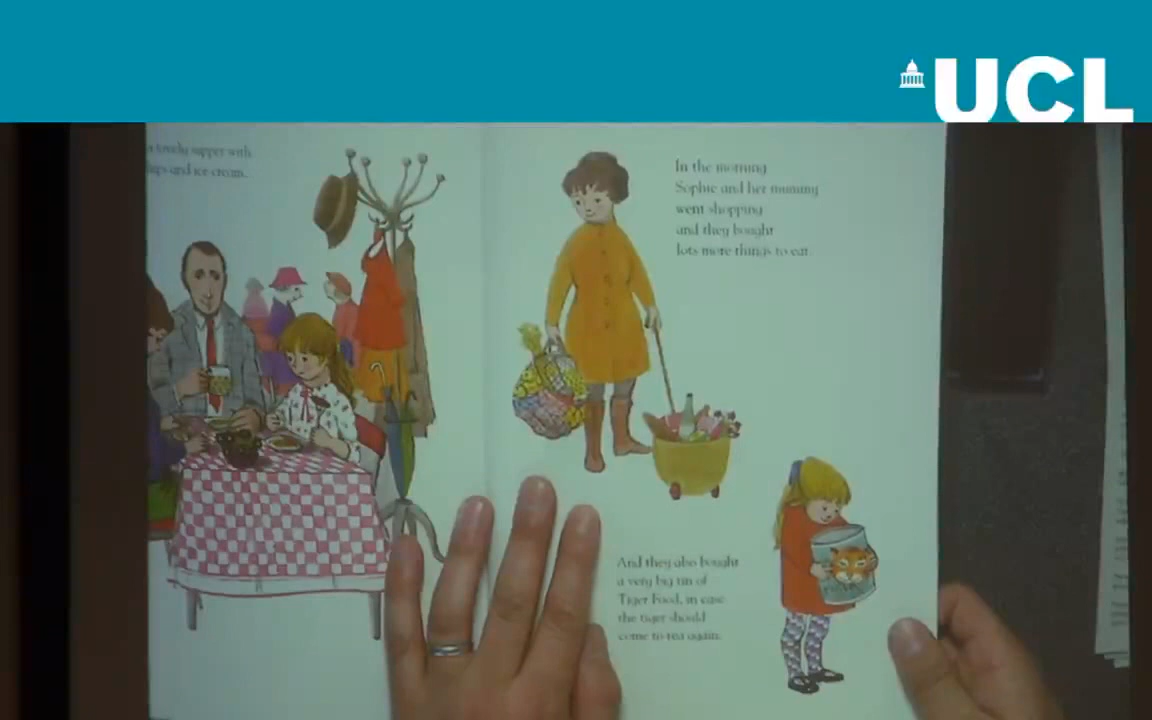 UCL
a lovely supper with
and ice cream.
In the morning
Sophie and her mummy
went shopping
and they bought
lots more things to eat.
And they also bought
a very big tin of
Tiger Food, in case
the tiger should
come to tea again.